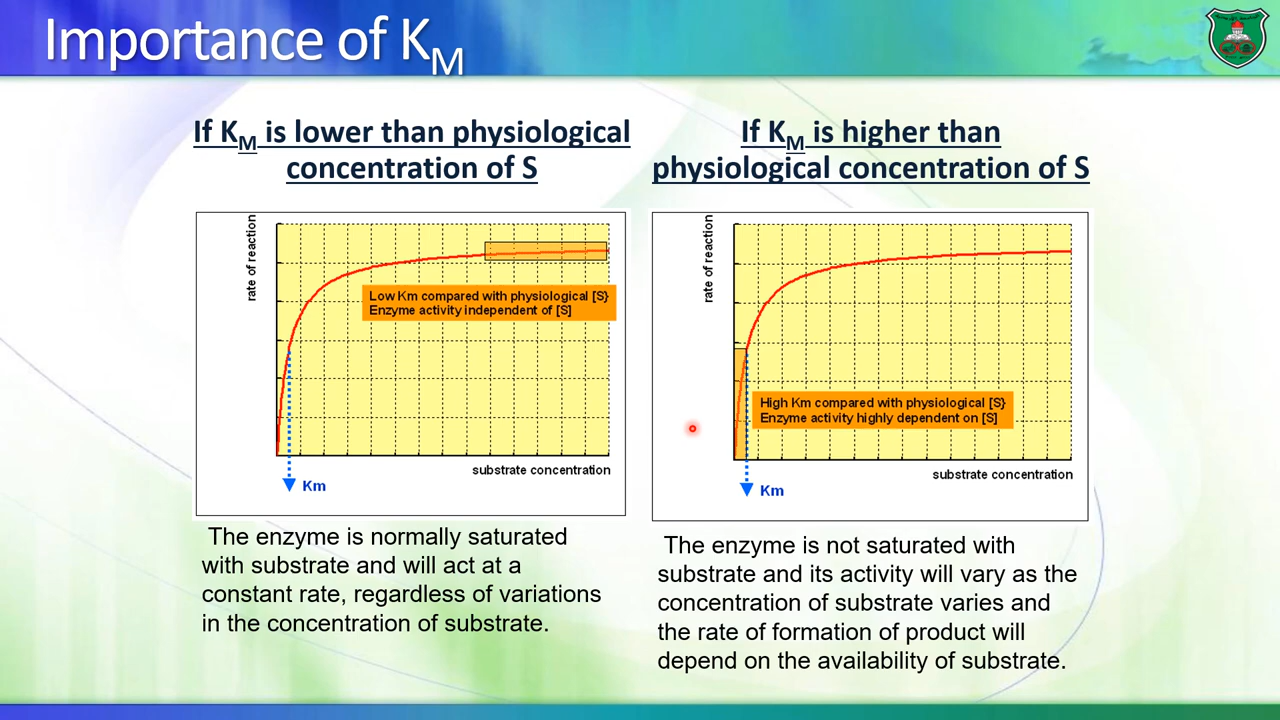 Importance of KM
If KM is lower than physiological
concentration of S
If KM is higher than
physiological concentration of S
rate of reaction
Low Km compared with physiological [S}
Enzyme activity independent of [S]
substrate concentration
Km
rate of reaction
High Km compared with physiological [S}
Enzyme activity highly dependent on [S]
substrate concentration
Km
The enzyme is normally saturated
with substrate and will act at a
constant rate, regardless of variations
in the concentration of substrate.
The enzyme is not saturated with
substrate and its activity will vary as the
concentration of substrate varies and
the rate of formation of product will
depend on the availability of substrate.